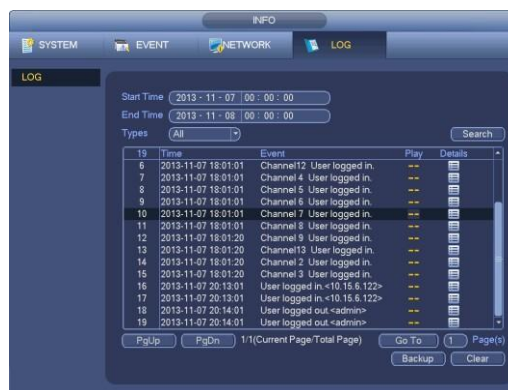 INFO
SYSTEM EVENT NETWORK LOG
LOG
Start Time 2013 - 11 - 07 00 : 00 : 00
End Time 2013 - 11 - 08 00 : 00 : 00
Types All Search
19 Time Event Play Details
6 2013-11-07 18:01:01 Channel12 User logged in. --
7 2013-11-07 18:01:01 Channel 4 User logged in. --
8 2013-11-07 18:01:01 Channel 5 User logged in. --
9 2013-11-07 18:01:01 Channel 6 User logged in. --
10 2013-11-07 18:01:01 Channel 7 User logged in. --
11 2013-11-07 18:01:01 Channel 8 User logged in. --
12 2013-11-07 18:01:20 Channel 9 User logged in. --
13 2013-11-07 18:01:20 Channel13 User logged in. --
14 2013-11-07 18:01:20 Channel 2 User logged in. --
15 2013-11-07 18:01:20 Channel 3 User logged in. --
16 2013-11-07 20:13:01 User logged in.<10.15.6.122> --
17 2013-11-07 20:13:01 User logged in.<10.15.6.122> --
18 2013-11-07 20:14:01 User logged out.<admin> --
19 2013-11-07 20:14:01 User logged out.<admin> --
PgUp PgDn 1/1(Current Page/Total Page) Go To 1 Page(s)
Backup Clear